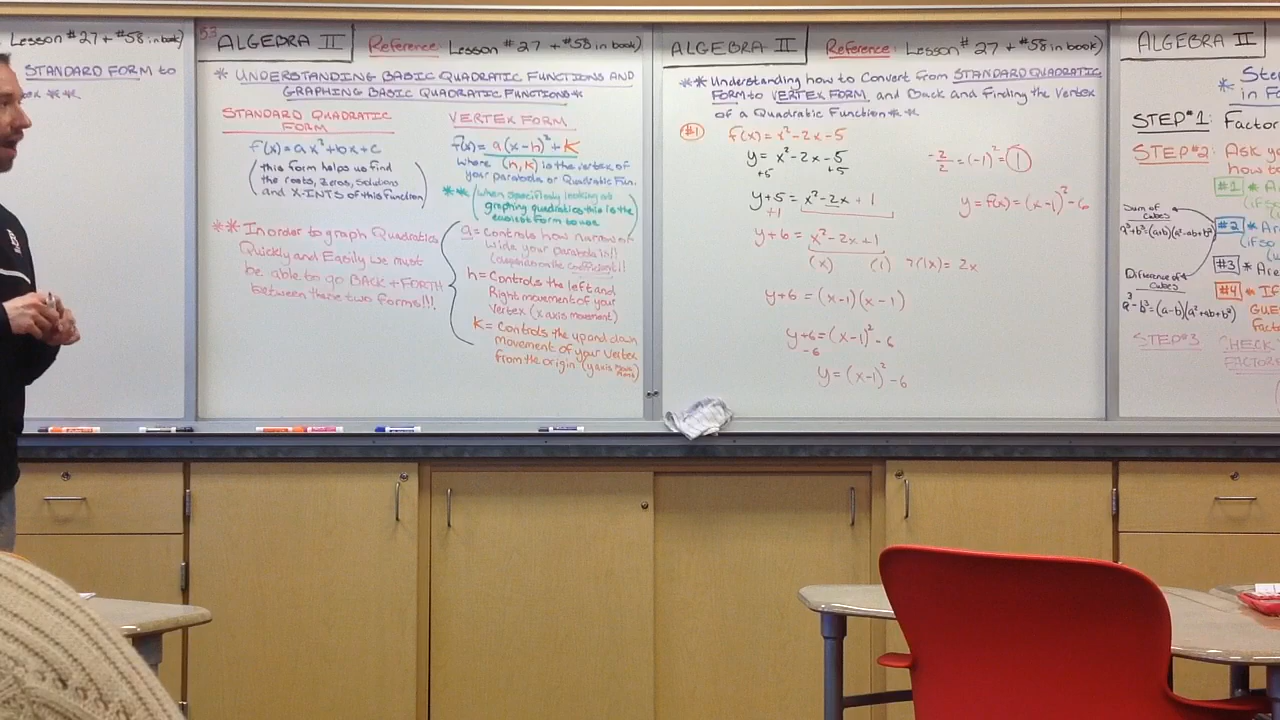 Lesson #27 + #58 in book)
STANDARD FORM to
53
ALGEBRA II
Reference: Lesson #27 + #58 in book)
* UNDERSTANDING BASIC QUADRATIC FUNCTIONS AND
GRAPHING BASIC QUADRATIC FUNCTIONS *
STANDARD QUADRATIC
FORM
f(x) = ax² + bx + c
(this form helps us find
the roots, zeros, solutions
and X-INTS of this function)
** In order to graph Quadratics
Quickly and Easily we must
be able to go BACK + FORTH
between these two forms!!!
VERTEX FORM
f(x) = a(x-h)² + K
where (h, K) is the vertex of
your parabola or Quadratic Fun.
** (when specifically looking at
graphing quadratics this is the
easiest form to use
a = Controls how narrow or
wide your parabola is!!
(depends on the coefficient!!
h = Controls the left and
Right movement of your
Vertex (x axis movement)
K = Controls the up and down
movement of your Vertex
from the origin (y axis
ALGEBRA II
Reference: Lesson #27 + #58 in book)
** Understanding how to Convert from STANDARD QUADRATIC
FORM to VERTEX FORM and Back and Finding the Vertex
of a Quadratic Function **
#1 f(x) = x² - 2x - 5
y = x² - 2x - 5
+5 +5
y + 5 = x² - 2x + 1
+1
y + 6 = x² - 2x + 1
(x) (1) 7(1x) = 2x
y + 6 = (x-1)(x-1)
y + 6 = (x-1)² - 6
-6
y = (x-1)² - 6
-2/2 = (-1)² = 1
y = f(x) = (x-1)² - 6
ALGEBRA II
in Fa
STEP #1: Factor
STEP #2: Ask yo
how to
#1 * A
(if so
Sum of
cubes
a³+b³=(a+b)(a²-ab+b²)
#2 * Ar
(if so
#3 * Are
Difference of
cubes
a³-b³=(a-b)(a²+ab+b²)
#4 * If
GUE
Facto
STEP #3 CHECK
FACTORS